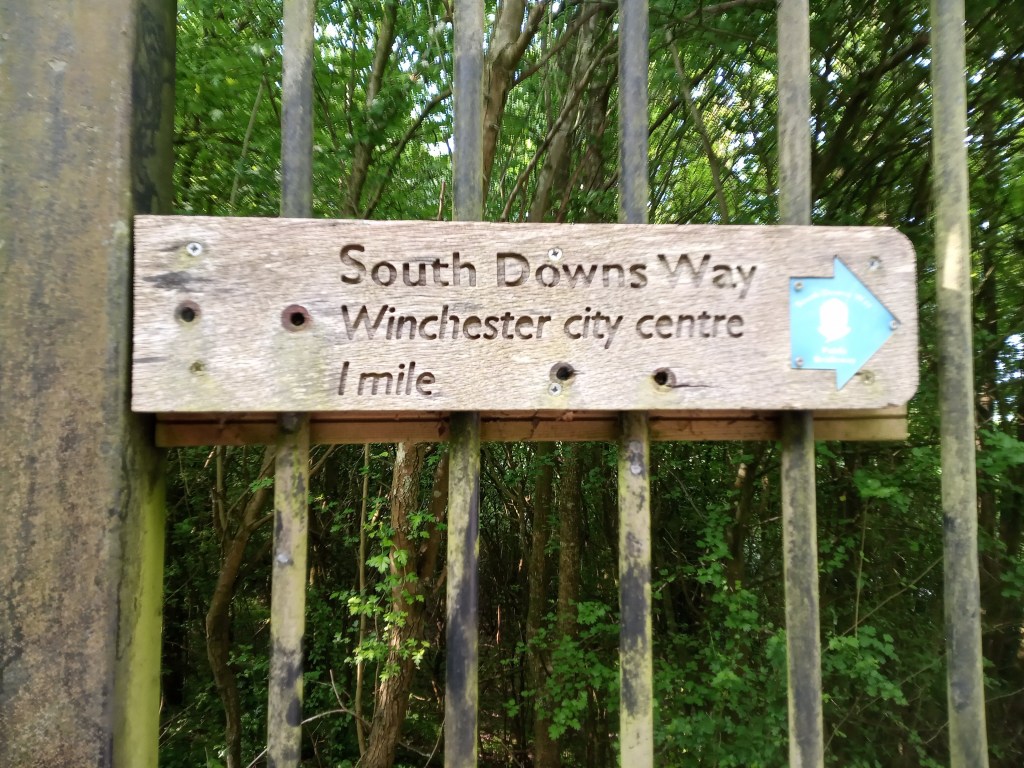 South Downs Way
Winchester city centre
1 mile